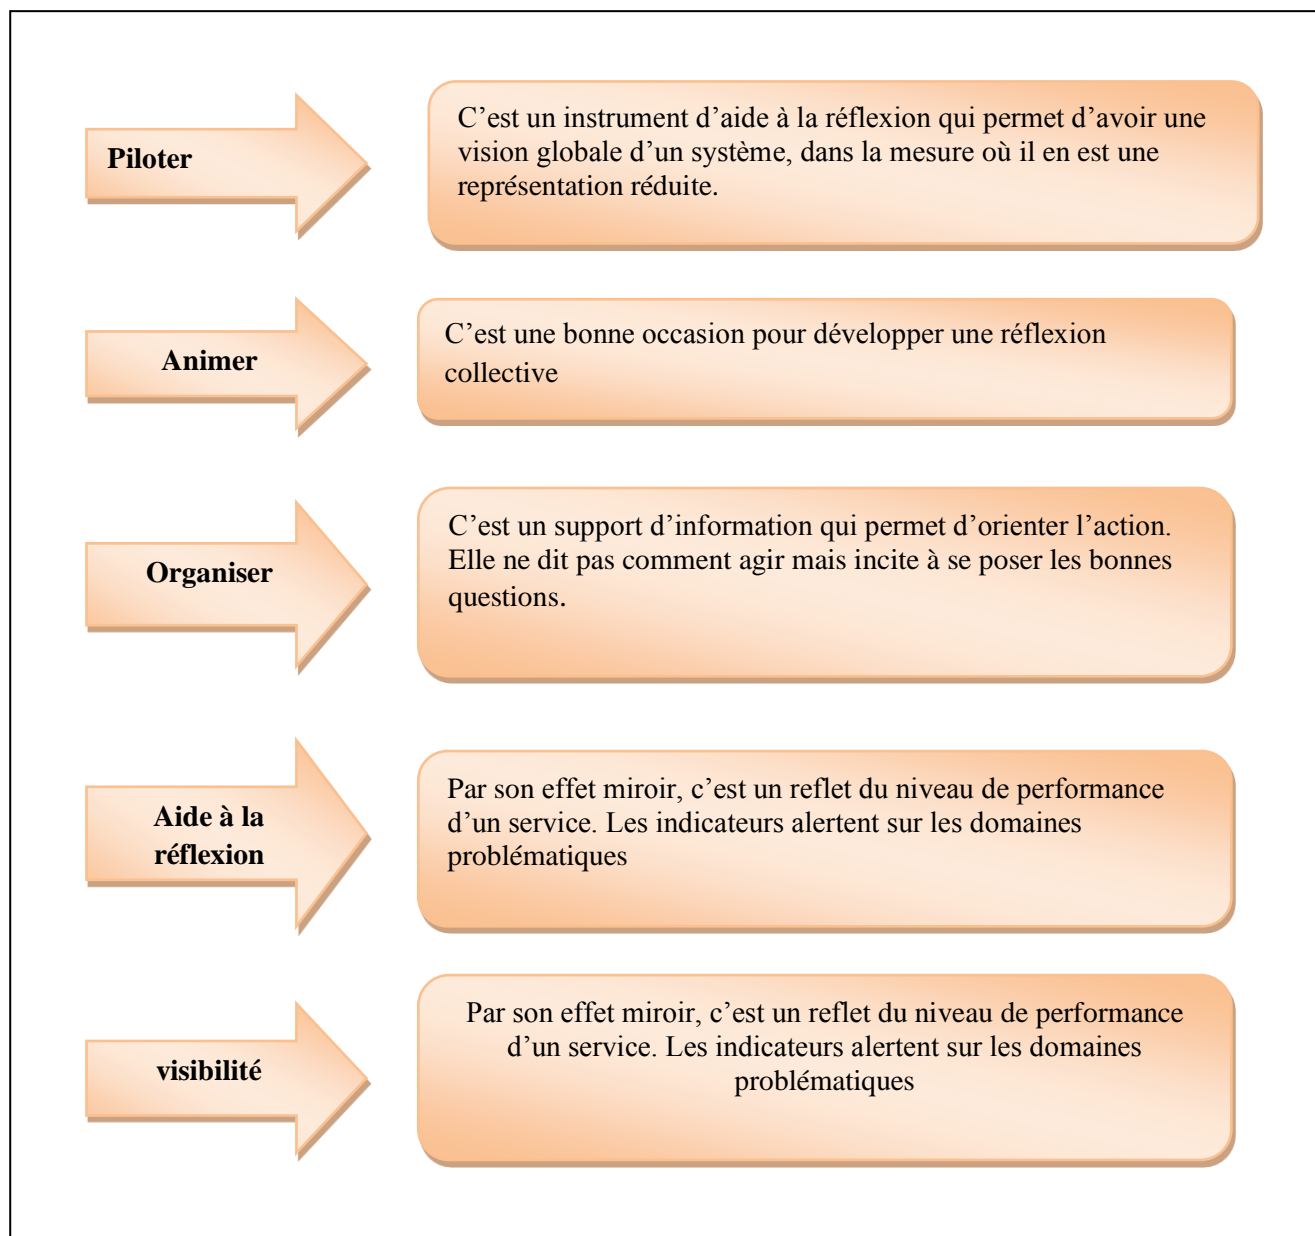 Piloter
C’est un instrument d’aide à la réflexion qui permet d’avoir une
vision globale d’un système, dans la mesure où il en est une
représentation réduite.
Animer
C’est une bonne occasion pour développer une réflexion
collective
Organiser
C’est un support d’information qui permet d’orienter l’action.
Elle ne dit pas comment agir mais incite à se poser les bonnes
questions.
Aide à la
réflexion
Par son effet miroir, c’est un reflet du niveau de performance
d’un service. Les indicateurs alertent sur les domaines
problématiques
visibilité
Par son effet miroir, c’est un reflet du niveau de performance
d’un service. Les indicateurs alertent sur les domaines
problématiques